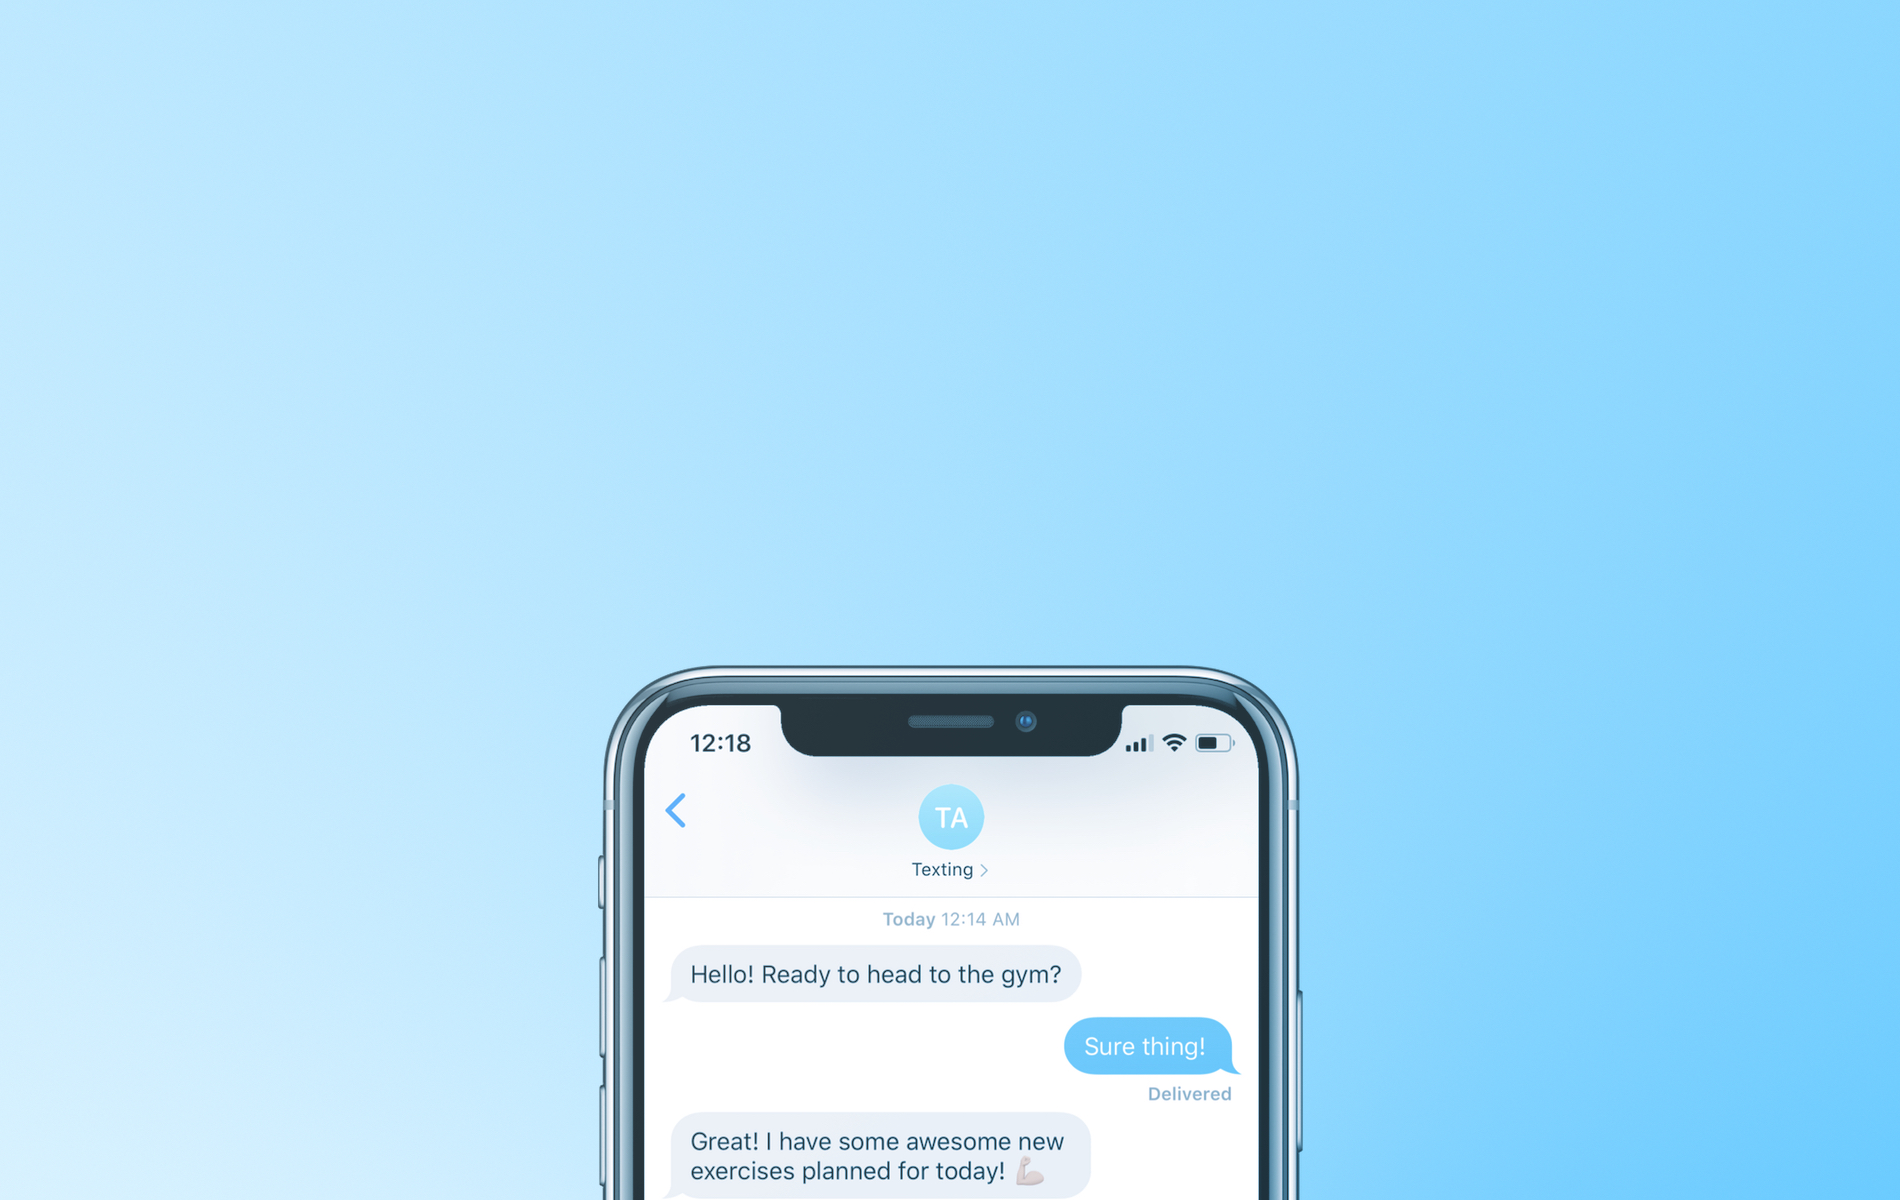 12:18
TA
Texting
Today 12:14 AM
Hello! Ready to head to the gym?
Sure thing!
Delivered
Great! I have some awesome new
exercises planned for today! 💪🏻